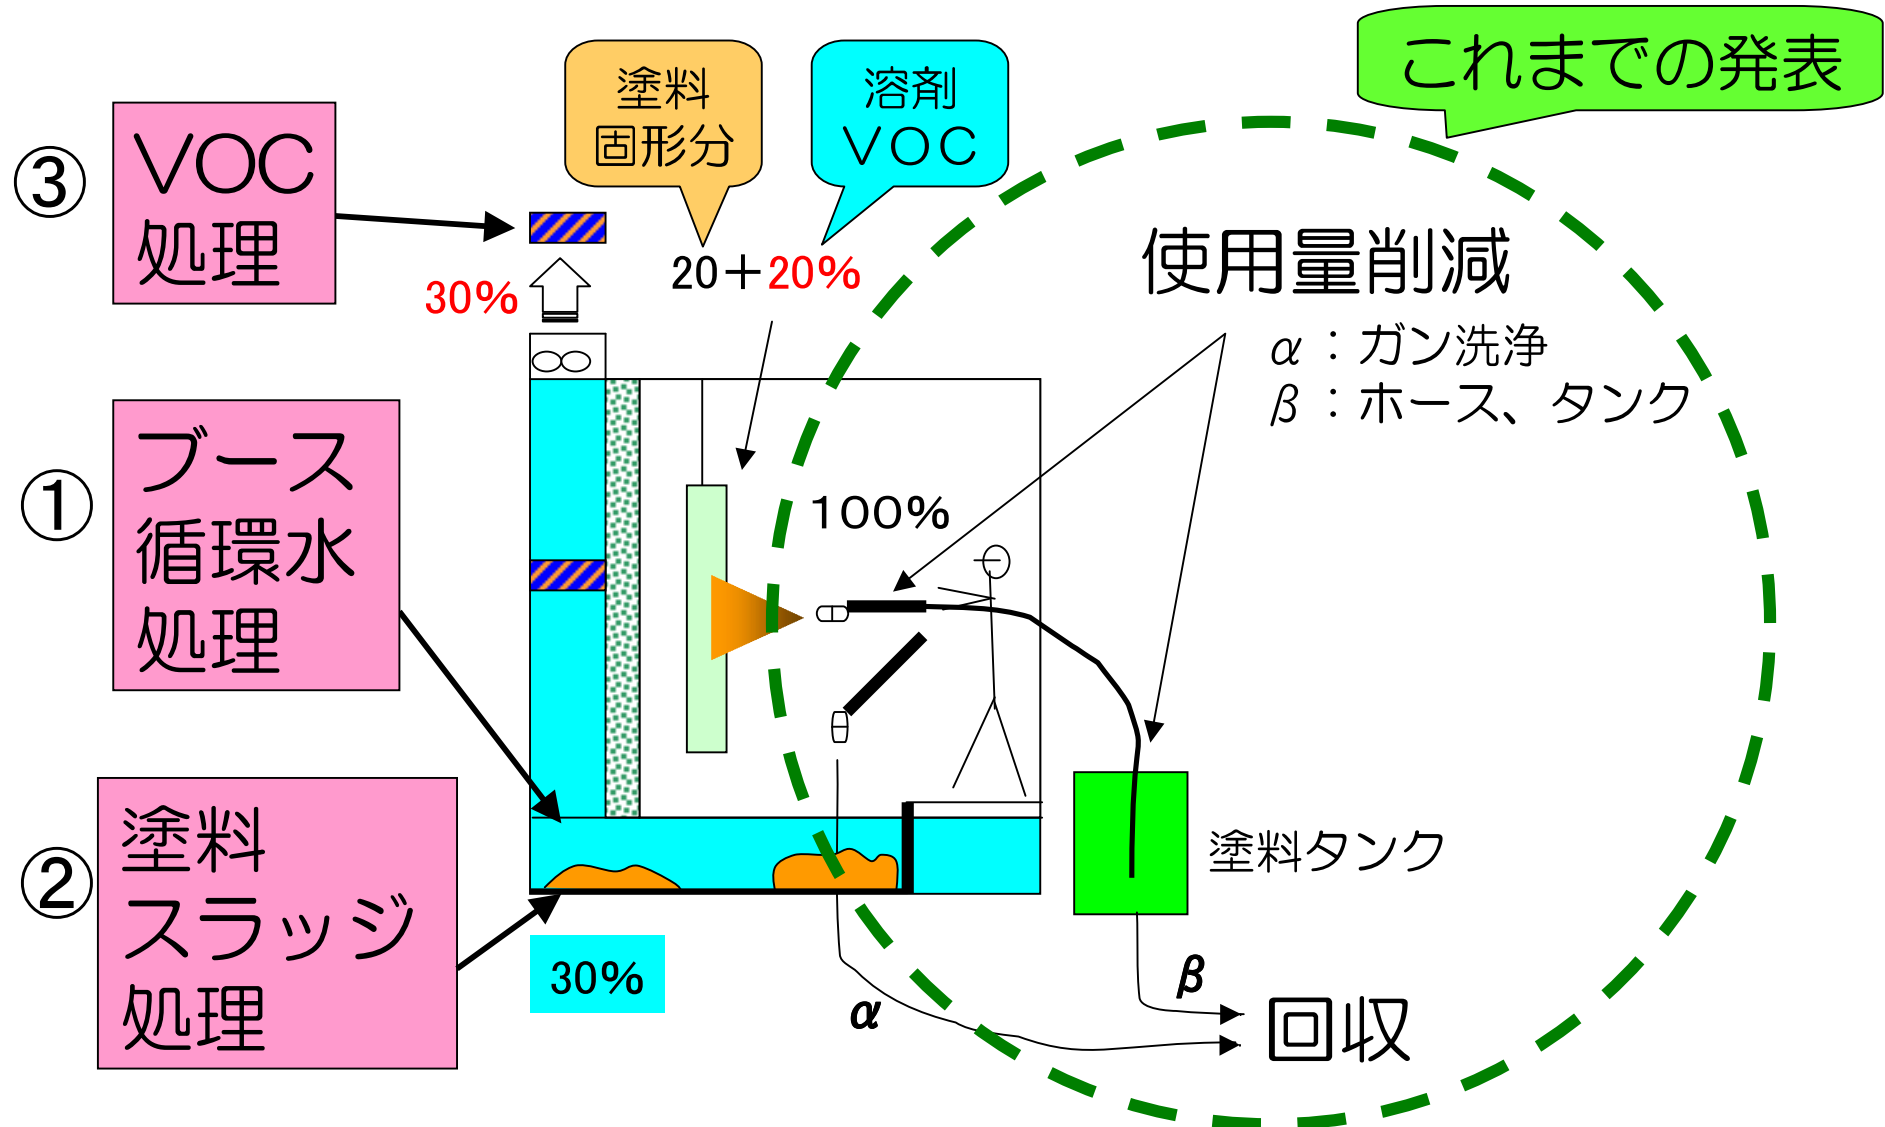 これまでの発表
塗料
固形分
溶剤
VOC
③
VOC
処理
30%
20+20%
使用量削減
α：ガン洗浄
β：ホース、タンク
①
ブース
循環水
処理
100%
②
塗料
スラッジ
処理
塗料タンク
30%
α
β
回収